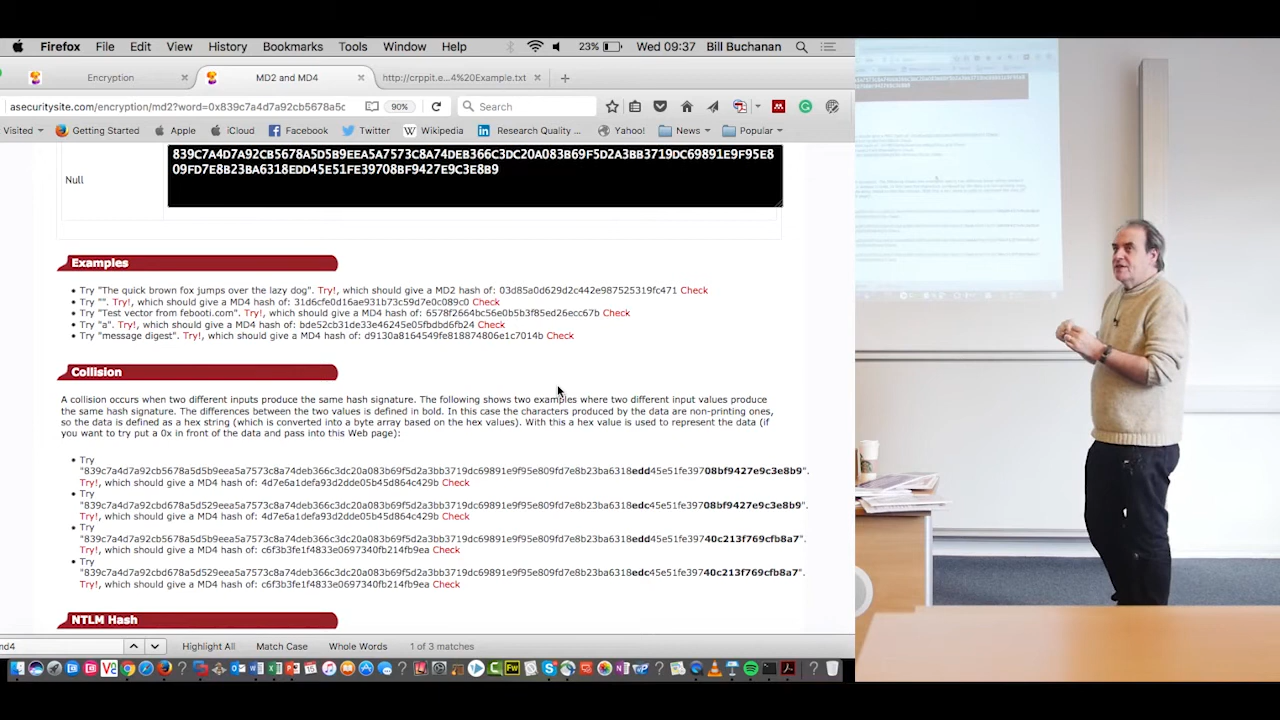 Firefox File Edit View History Bookmarks Tools Window Help 23% Wed 09:37 Bill Buchanan
Encryption MD2 and MD4 http://crppit.e...4%20Example.txt
asecuritysite.com/encryption/md2?word=0x839c7a4d7a92cb5678a5c 90% Search
Visited Getting Started Apple iCloud Facebook Twitter Wikipedia Research Quality ... Yahoo! News Popular
Null
Examples
Try "The quick brown fox jumps over the lazy dog". Try!, which should give a MD2 hash of: 03d85a0d629d2c442e987525319fc471 Check
Try "". Try!, which should give a MD4 hash of: 31d6cfe0d16ae931b73c59d7e0c089c0 Check
Try "Test vector from febooti.com". Try!, which should give a MD4 hash of: 6578f2664bc56e0b5b3f85ed26ecc67b Check
Try "a". Try!, which should give a MD4 hash of: bde52cb31de33e46245e05fbdbd6fb24 Check
Try "message digest". Try!, which should give a MD4 hash of: d9130a8164549fe818874806e1c7014b Check
Collision
A collision occurs when two different inputs produce the same hash signature. The following shows two examples where two different input values produce
the same hash signature. The differences between the two values is defined in bold. In this case the characters produced by the data are non-printing ones,
so the data is defined as a hex string (which is converted into a byte array based on the hex values). With this a hex value is used to represent the data (if
you want to try put a 0x in front of the data and pass into this Web page):
Try
Try!, which should give a MD4 hash of: 4d7e6a1defa93d2dde05b45d864c429b Check
Try
Try!, which should give a MD4 hash of: 4d7e6a1defa93d2dde05b45d864c429b Check
Try
Try!, which should give a MD4 hash of: c6f3b3fe1f4833e0697340fb214fb9ea Check
Try
Try!, which should give a MD4 hash of: c6f3b3fe1f4833e0697340fb214fb9ea Check
NTLM Hash
md4 Highlight All Match Case Whole Words 1 of 3 matches